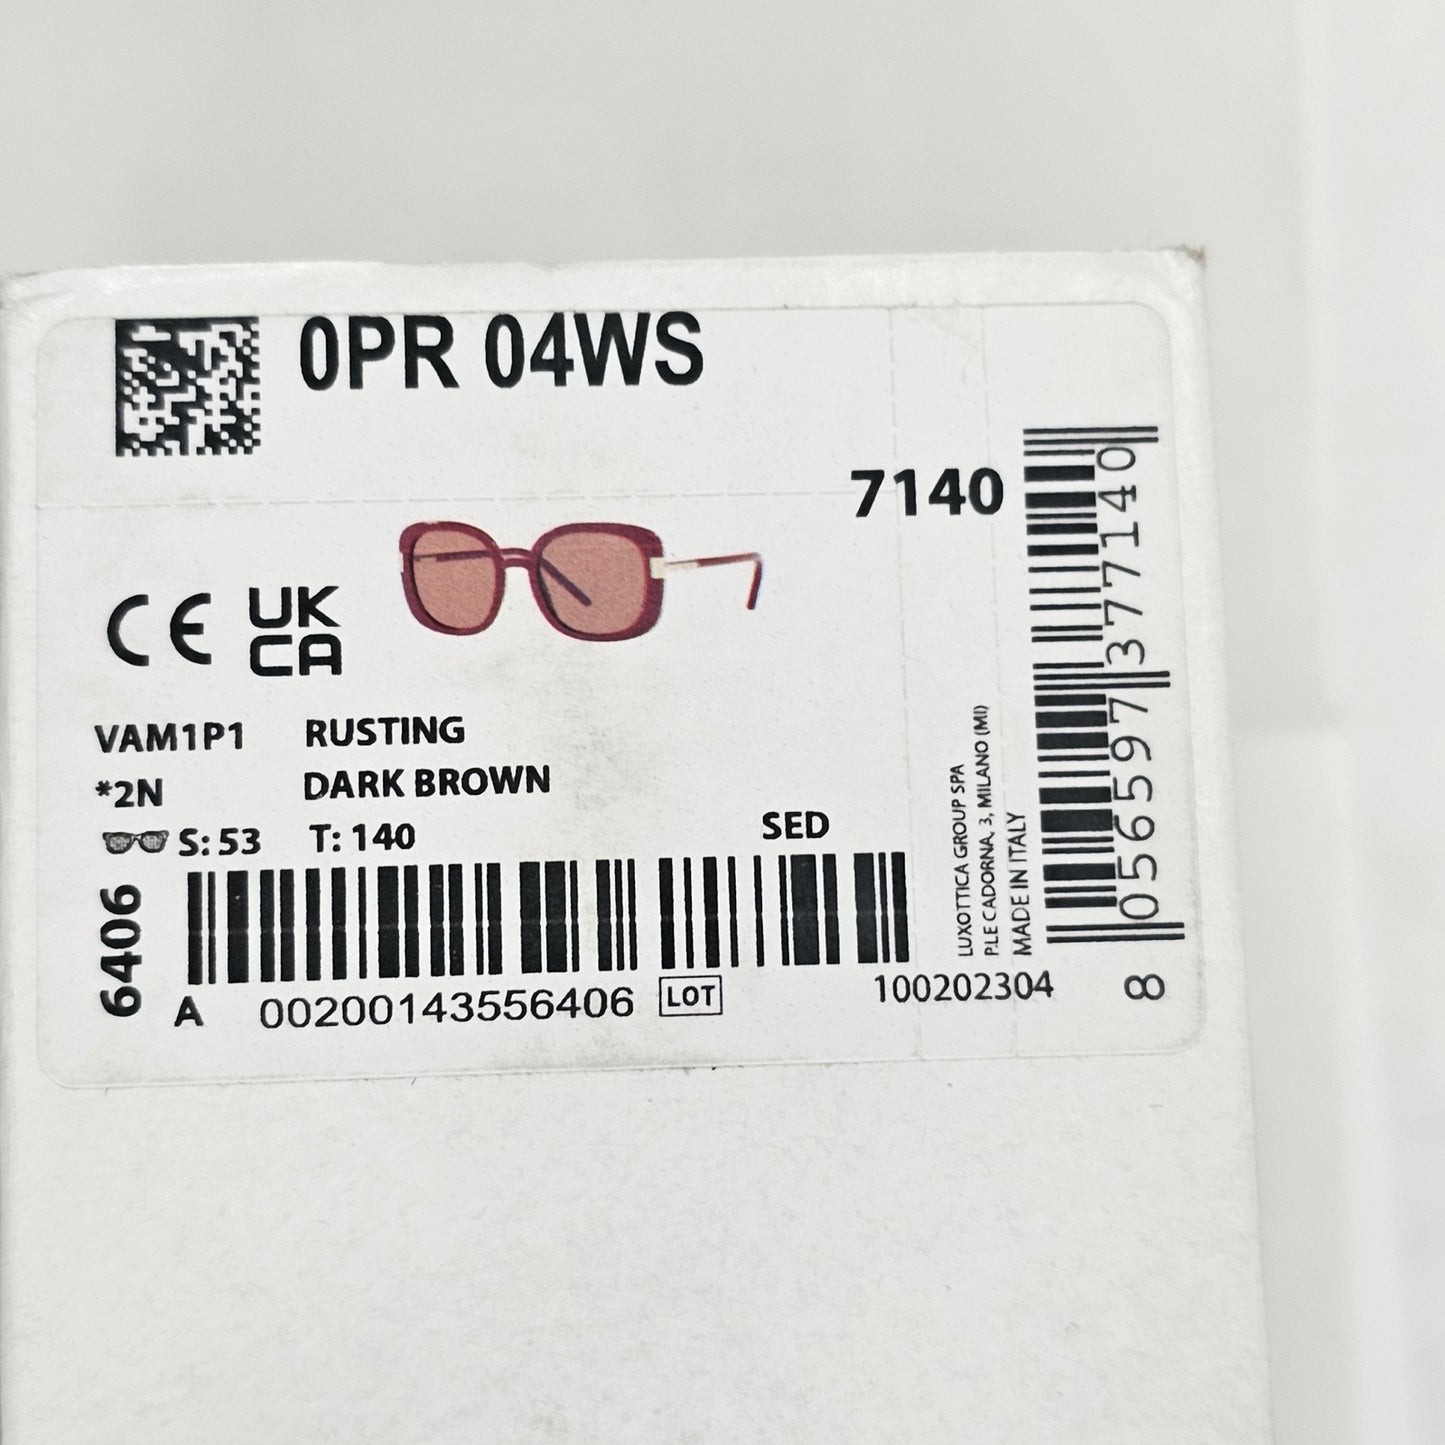 0PR 04WS
7140
CE UK
CA
VAM1P1 RUSTING
*2N DARK BROWN
S: 53 T: 140 SED
6406
A 00200143556406 LOT 100202304
LUXOTTICA GROUP SPA
P.LE CADORNA, 3, MILANO (MI)
MADE IN ITALY
8 056597 377140